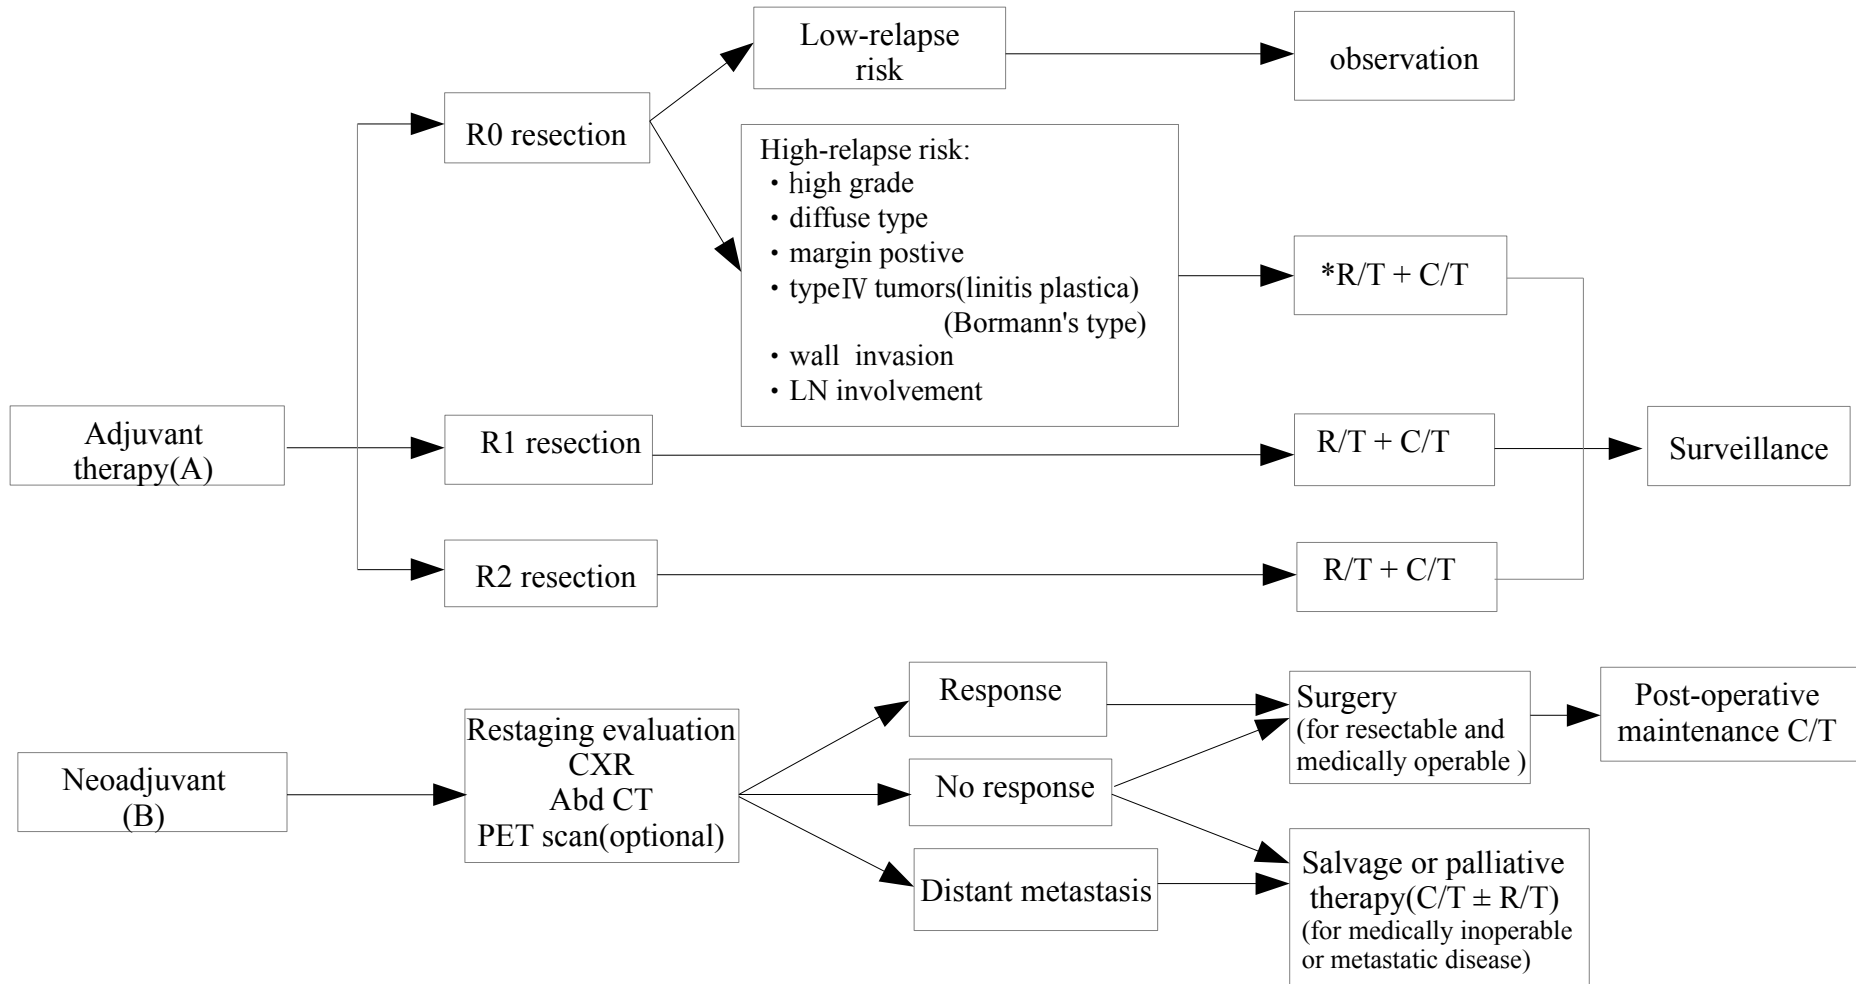 Low-relapse
risk
observation
R0 resection
High-relapse risk:
・high grade
・diffuse type
・margin postive
・typeⅣ tumors(linitis plastica)
(Bormann's type)
・wall invasion
・LN involvement
*R/T + C/T
Adjuvant
therapy(A)
R1 resection
R/T + C/T
Surveillance
R2 resection
R/T + C/T
Neoadjuvant
(B)
Restaging evaluation
CXR
Abd CT
PET scan(optional)
Response
No response
Distant metastasis
Surgery
(for resectable and
medically operable )
Post-operative
maintenance C/T
Salvage or palliative
therapy(C/T ± R/T)
(for medically inoperable
or metastatic disease)